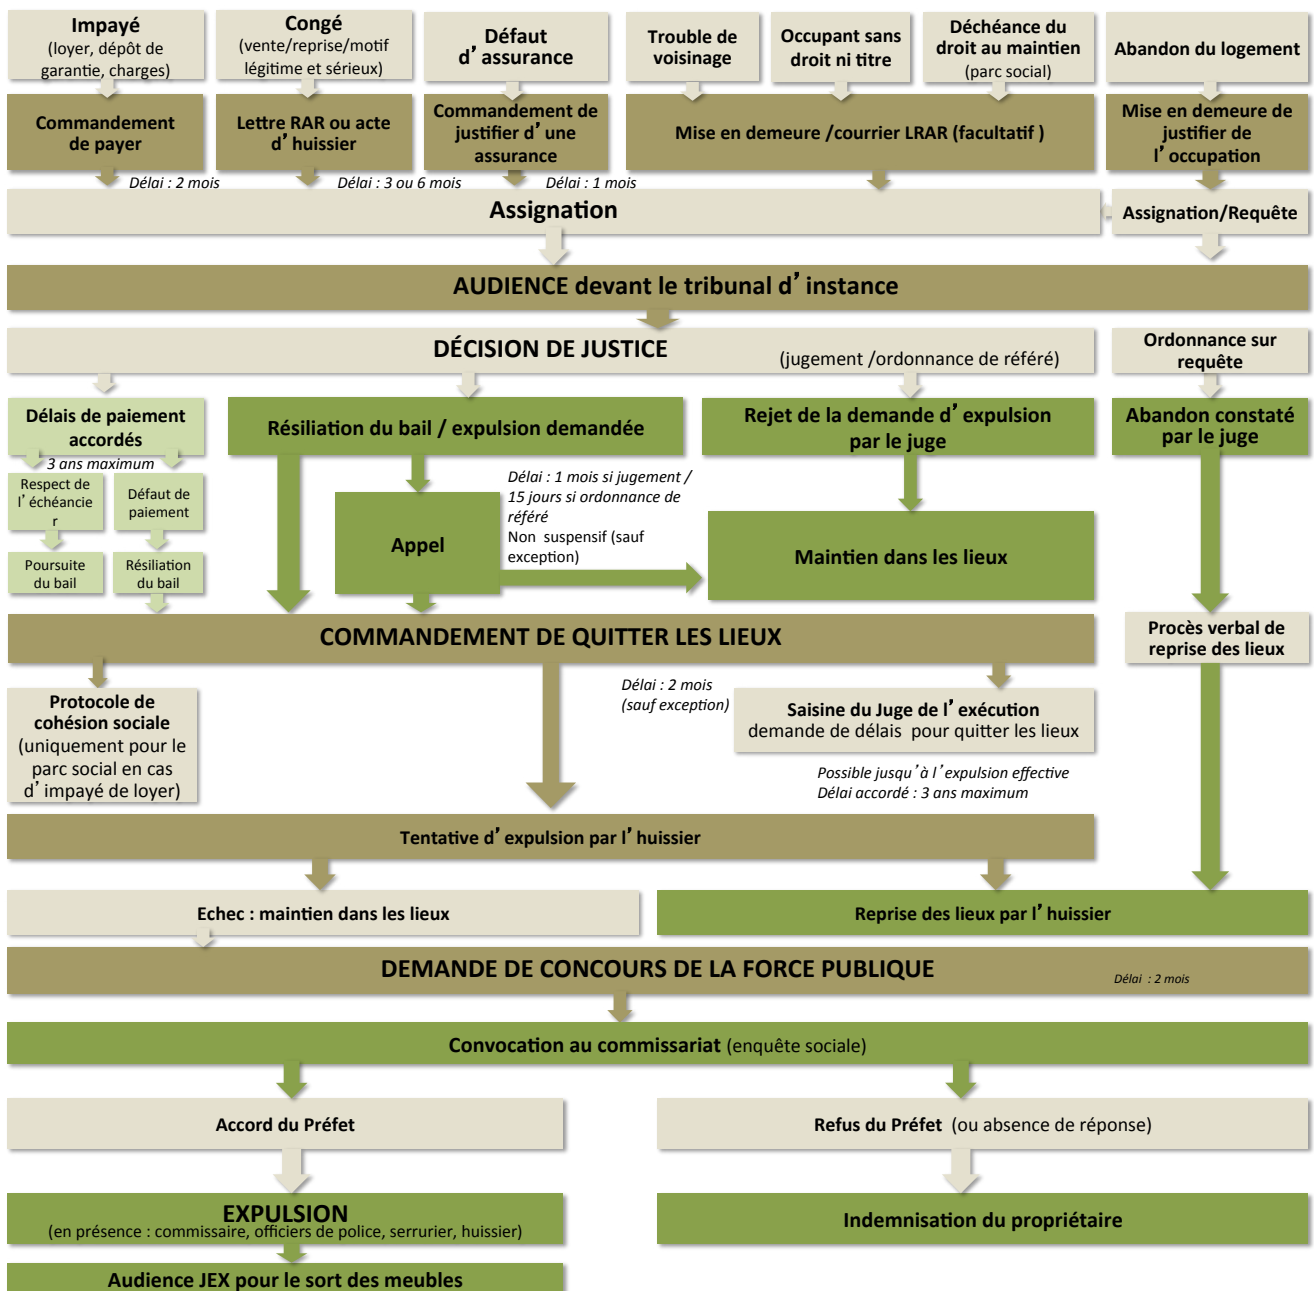 Impayé
(loyer, dépôt de
garantie, charges)
Congé
(vente/reprise/motif
légitime et sérieux)
Défaut
d’assurance
Trouble de
voisinage
Occupant sans
droit ni titre
Déchéance du
droit au maintien
(parc social)
Abandon du logement
Commandement
de payer
Lettre RAR ou acte
d’huissier
Commandement de
justifier d’une
assurance
Mise en demeure /courrier LRAR (facultatif )
Mise en demeure de
justifier de
l’occupation
Délai : 2 mois
Délai : 3 ou 6 mois
Délai : 1 mois
Assignation
Assignation/Requête
AUDIENCE devant le tribunal d’instance
DÉCISION DE JUSTICE
(jugement /ordonnance de référé)
Ordonnance sur
requête
Délais de paiement
accordés
Résiliation du bail / expulsion demandée
Rejet de la demande d’expulsion
par le juge
Abandon constaté
par le juge
3 ans maximum
Respect de
l’échéancie
r
Défaut de
paiement
Délai : 1 mois si jugement /
15 jours si ordonnance de
référé
Non suspensif (sauf
exception)
Appel
Maintien dans les lieux
Poursuite
du bail
Résiliation
du bail
COMMANDEMENT DE QUITTER LES LIEUX
Procès verbal de
reprise des lieux
Protocole de
cohésion sociale
(uniquement pour le
parc social en cas
d’impayé de loyer)
Délai : 2 mois
(sauf exception)
Saisine du Juge de l’exécution
demande de délais pour quitter les lieux
Possible jusqu’à l’expulsion effective
Délai accordé : 3 ans maximum
Tentative d’expulsion par l’huissier
Echec : maintien dans les lieux
Reprise des lieux par l’huissier
DEMANDE DE CONCOURS DE LA FORCE PUBLIQUE
Délai : 2 mois
Convocation au commissariat (enquête sociale)
Accord du Préfet
Refus du Préfet (ou absence de réponse)
EXPULSION
(en présence : commissaire, officiers de police, serrurier, huissier)
Indemnisation du propriétaire
Audience JEX pour le sort des meubles